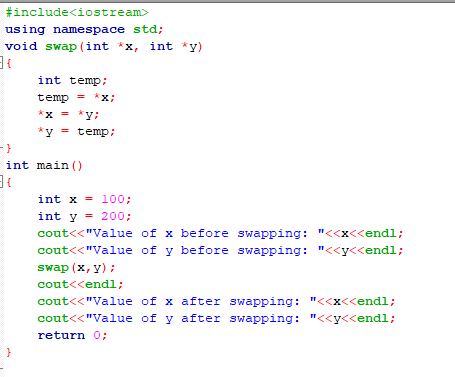 #include<iostream>
using namespace std;
void swap(int *x, int *y)
{
    int temp;
    temp = *x;
    *x = *y;
    *y = temp;
}
int main()
{
    int x = 100;
    int y = 200;
    cout<<"Value of x before swapping: "<<x<<endl;
    cout<<"Value of y before swapping: "<<y<<endl;
    swap(x,y);
    cout<<endl;
    cout<<"Value of x after swapping: "<<x<<endl;
    cout<<"Value of y after swapping: "<<y<<endl;
    return 0;
}